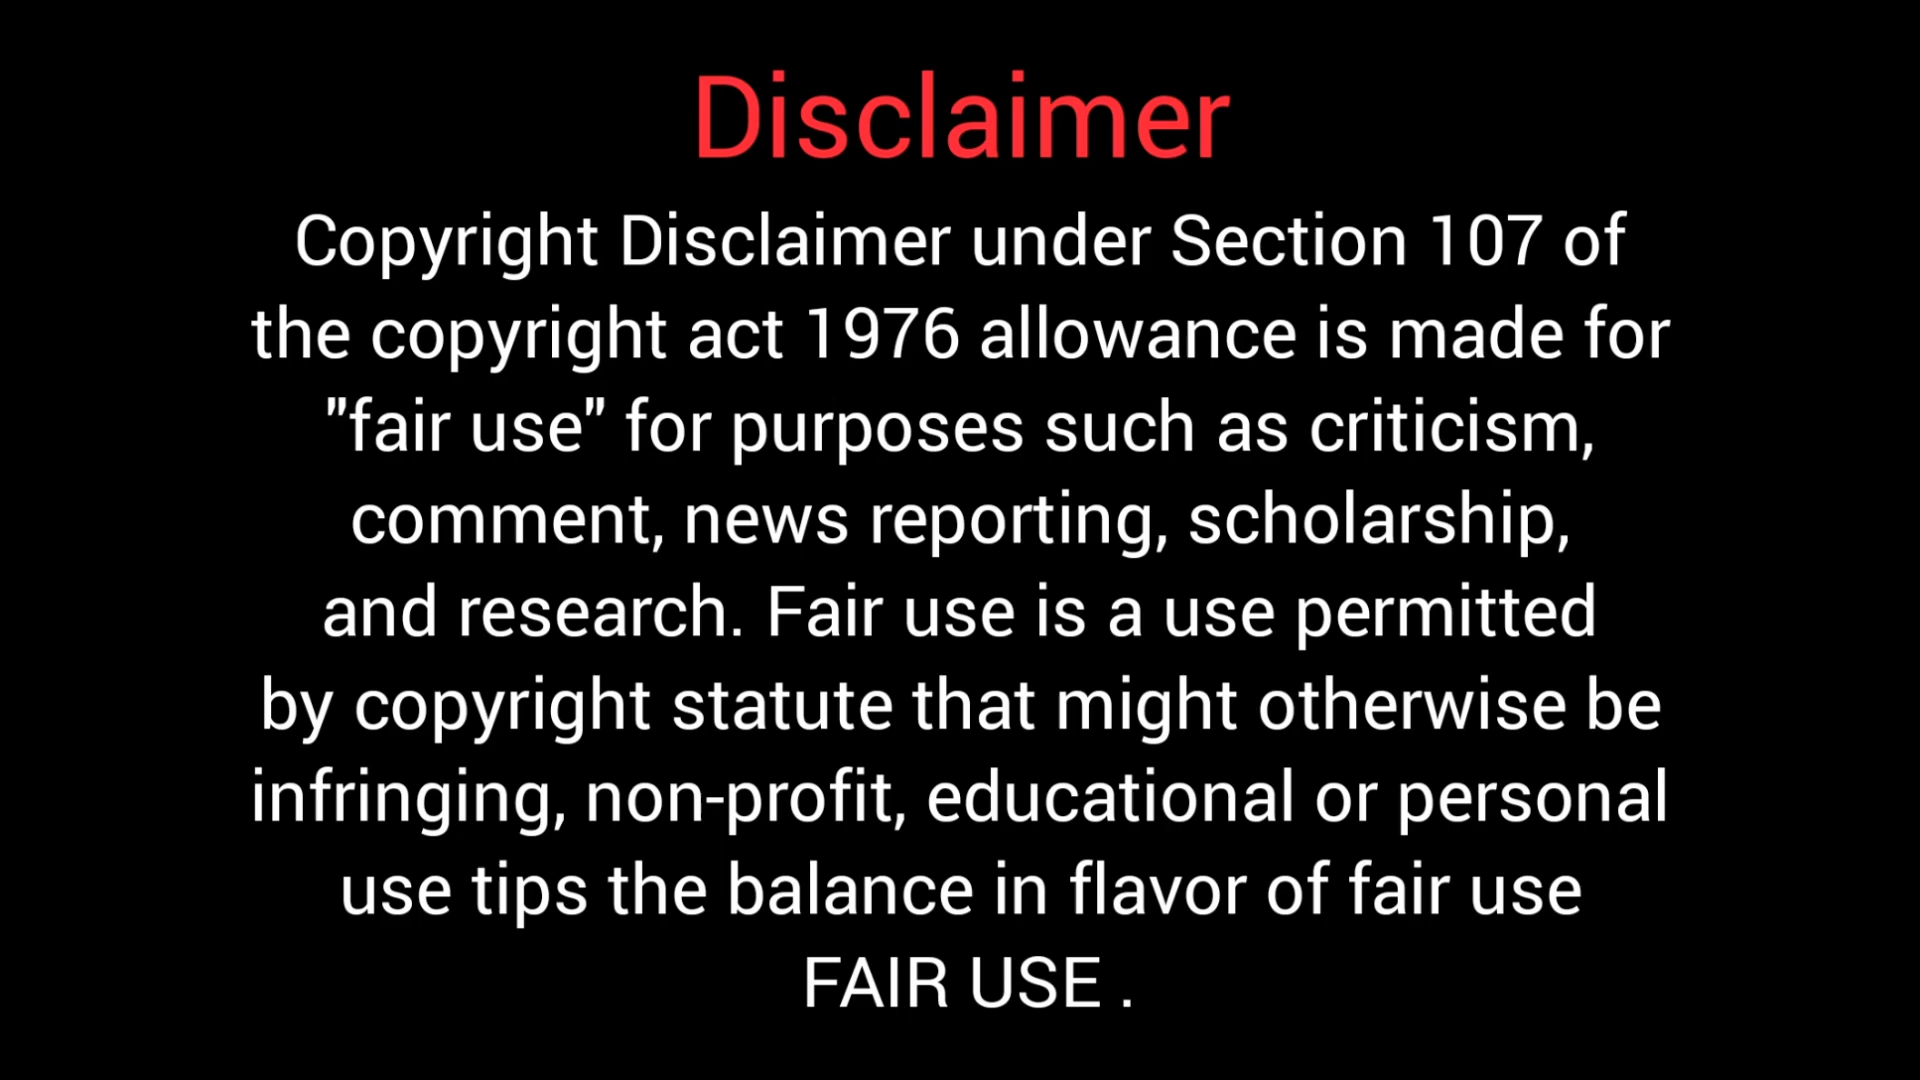 Disclaimer
Copyright Disclaimer under Section 107 of
the copyright act 1976 allowance is made for
"fair use" for purposes such as criticism,
comment, news reporting, scholarship,
and research. Fair use is a use permitted
by copyright statute that might otherwise be
infringing, non-profit, educational or personal
use tips the balance in flavor of fair use
FAIR USE .